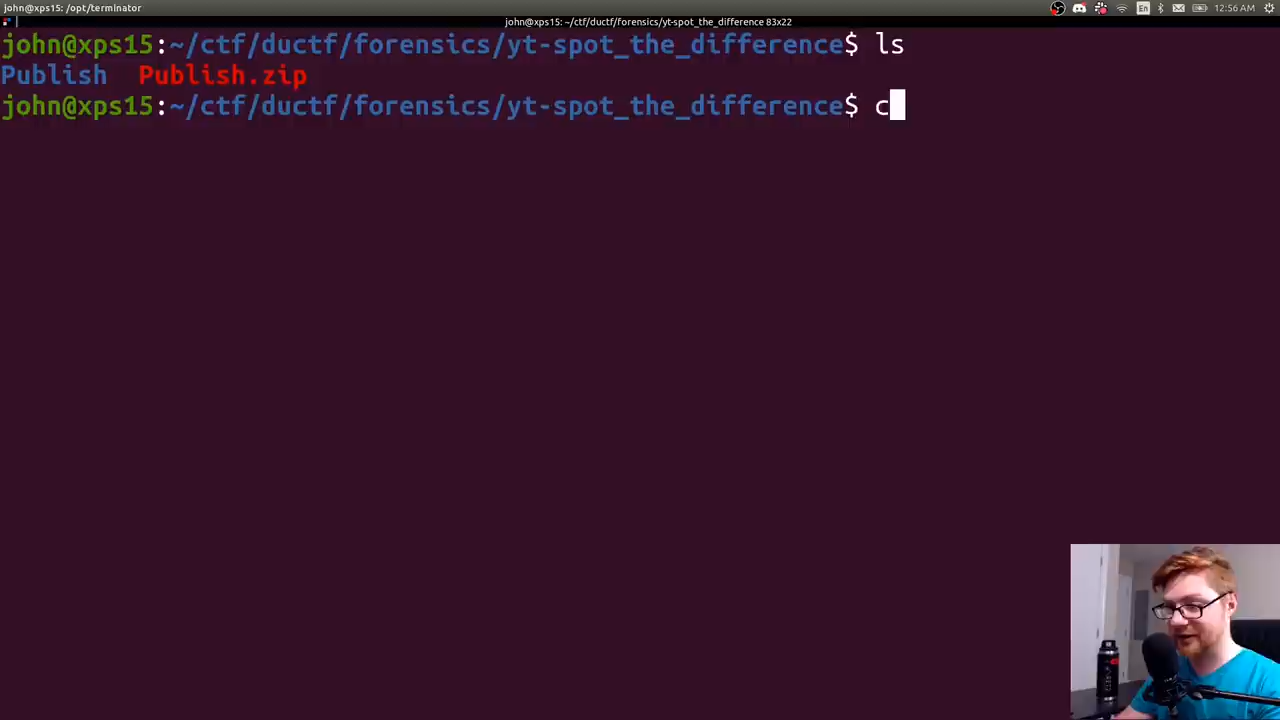 john@xps15: /opt/terminator
En
12:56 AM
john@xps15: ~/ctf/ductf/forensics/yt-spot_the_difference 83x22
john@xps15:~/ctf/ductf/forensics/yt-spot_the_difference$ ls
Publish  Publish.zip
john@xps15:~/ctf/ductf/forensics/yt-spot_the_difference$ c